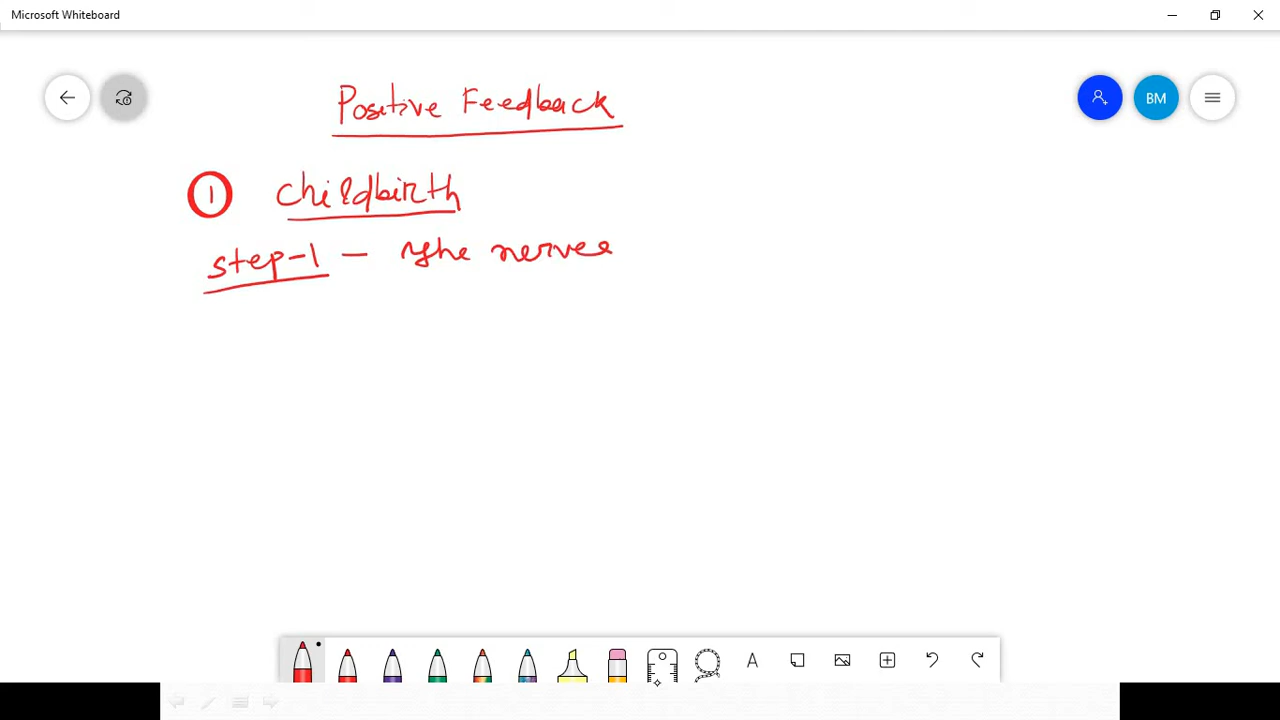 Microsoft Whiteboard
Positive Feedback
BM
1 Childbirth
step-1 - The nerves